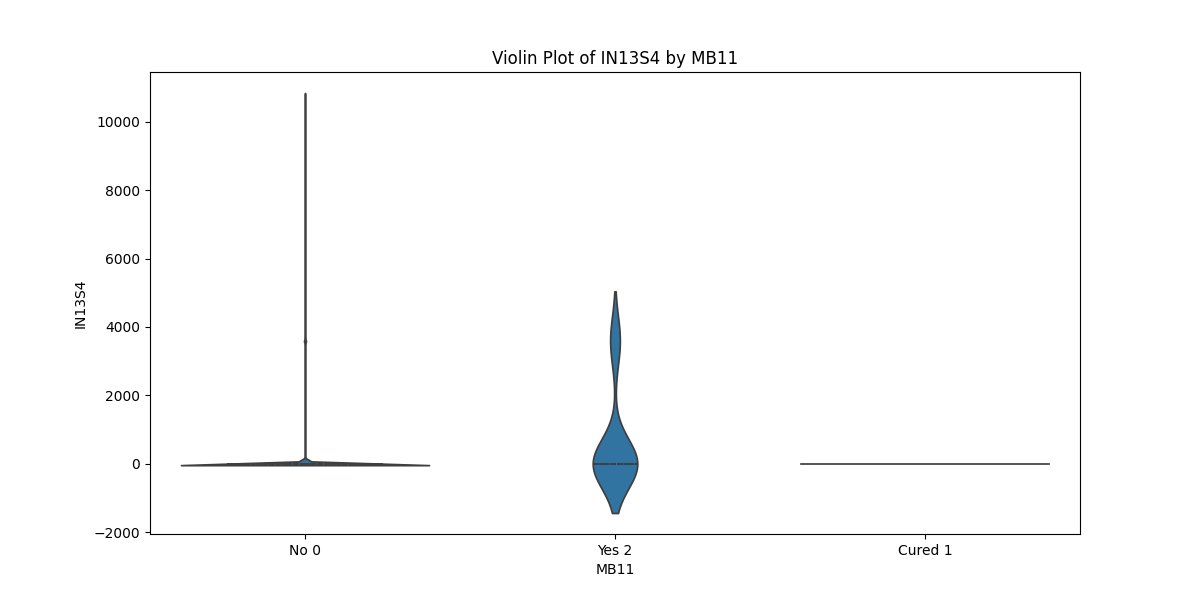 Violin Plot of IN13S4 by MB11
10000
8000
6000
4000
2000
0
−2000
IN13S4
No 0
Yes 2
Cured 1
MB11